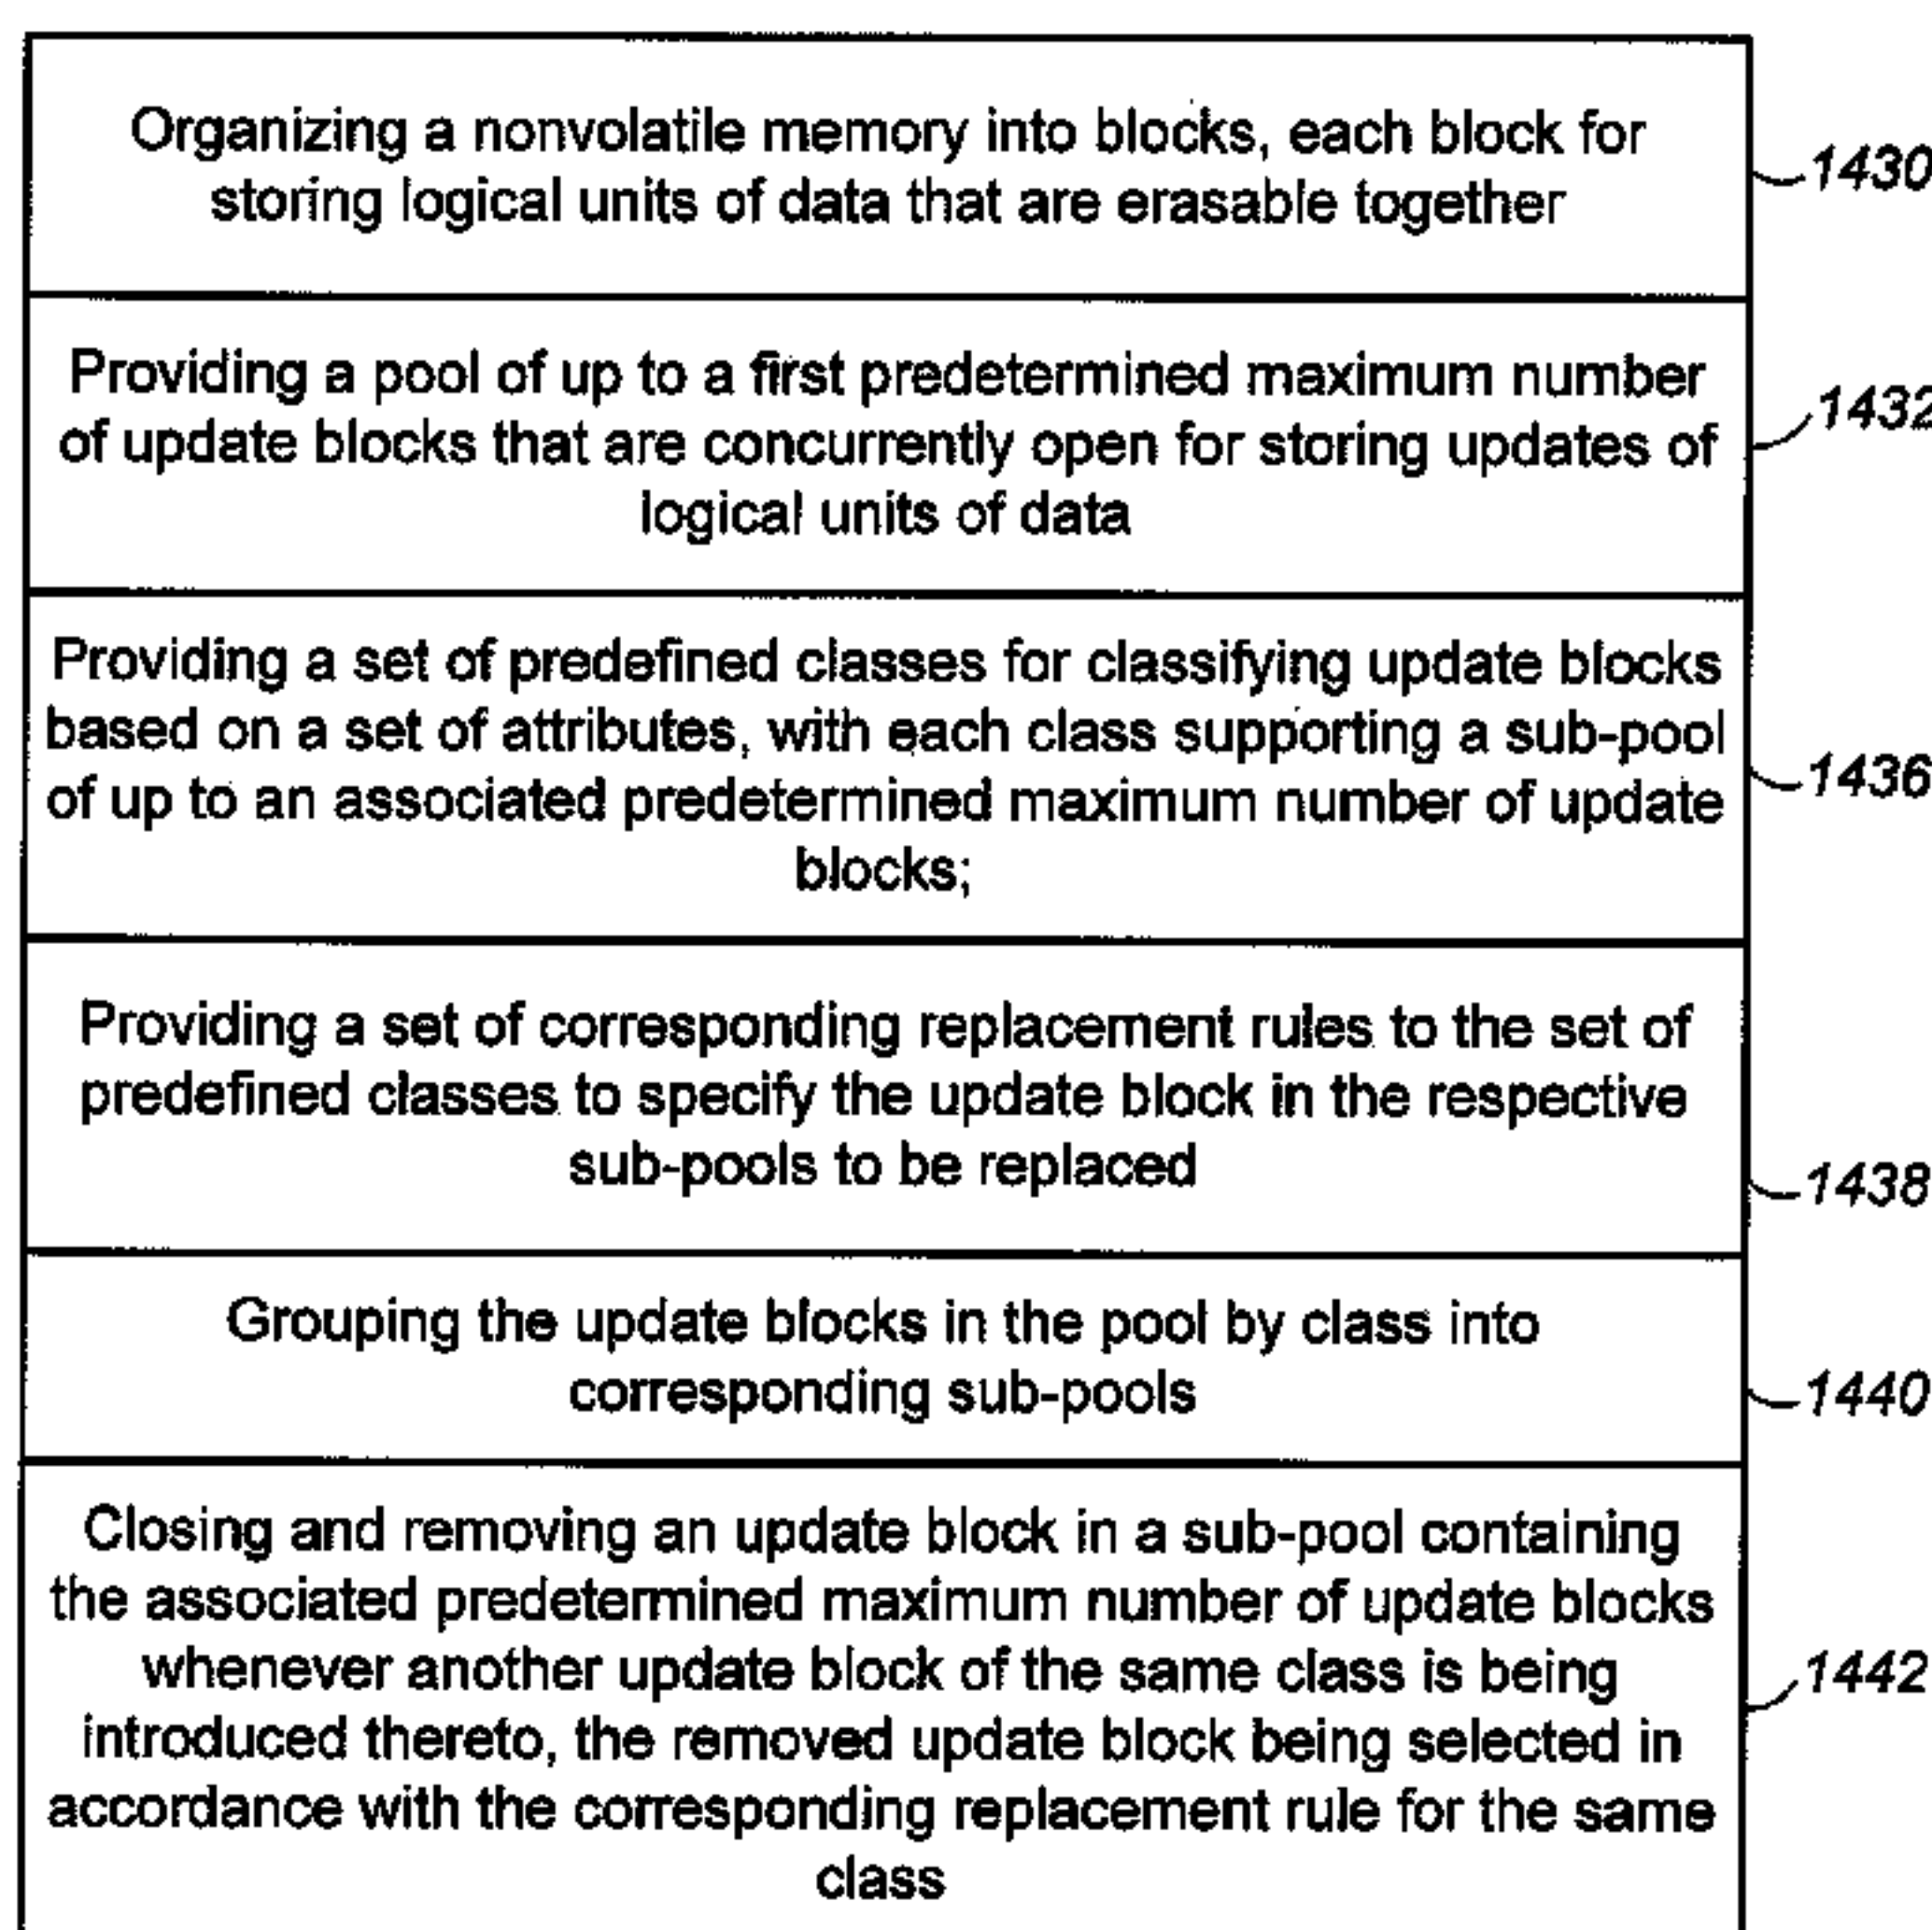 Organizing a nonvolatile memory into blocks, each block for
storing logical units of data that are erasable together
1430
Providing a pool of up to a first predetermined maximum number
of update blocks that are concurrently open for storing updates of
logical units of data
1432
Providing a set of predefined classes for classifying update blocks
based on a set of attributes, with each class supporting a sub-pool
of up to an associated predetermined maximum number of update
blocks;
1436
Providing a set of corresponding replacement rules to the set of
predefined classes to specify the update block in the respective
sub-pools to be replaced
1438
Grouping the update blocks in the pool by class into
corresponding sub-pools
1440
Closing and removing an update block in a sub-pool containing
the associated predetermined maximum number of update blocks
whenever another update block of the same class is being
introduced thereto, the removed update block being selected in
accordance with the corresponding replacement rule for the same
class
1442